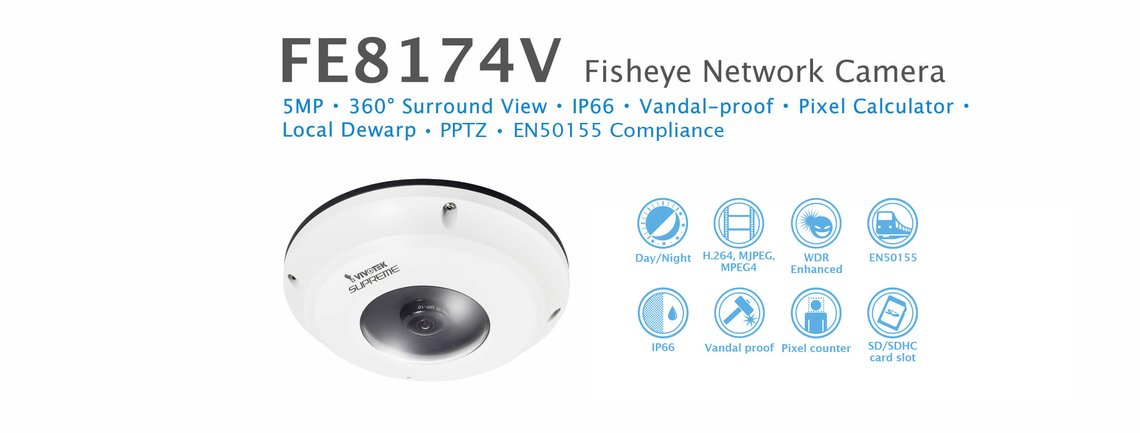 FE8174V Fisheye Network Camera
5MP • 360° Surround View • IP66 • Vandal-proof • Pixel Calculator •
Local Dewarp • PPTZ • EN50155 Compliance
VIVOTEK
SUPREME
Day/Night
H.264, MJPEG,
MPEG4
WDR
Enhanced
EN50155
IP66
Vandal proof
Pixel counter
SD/SDHC
card slot